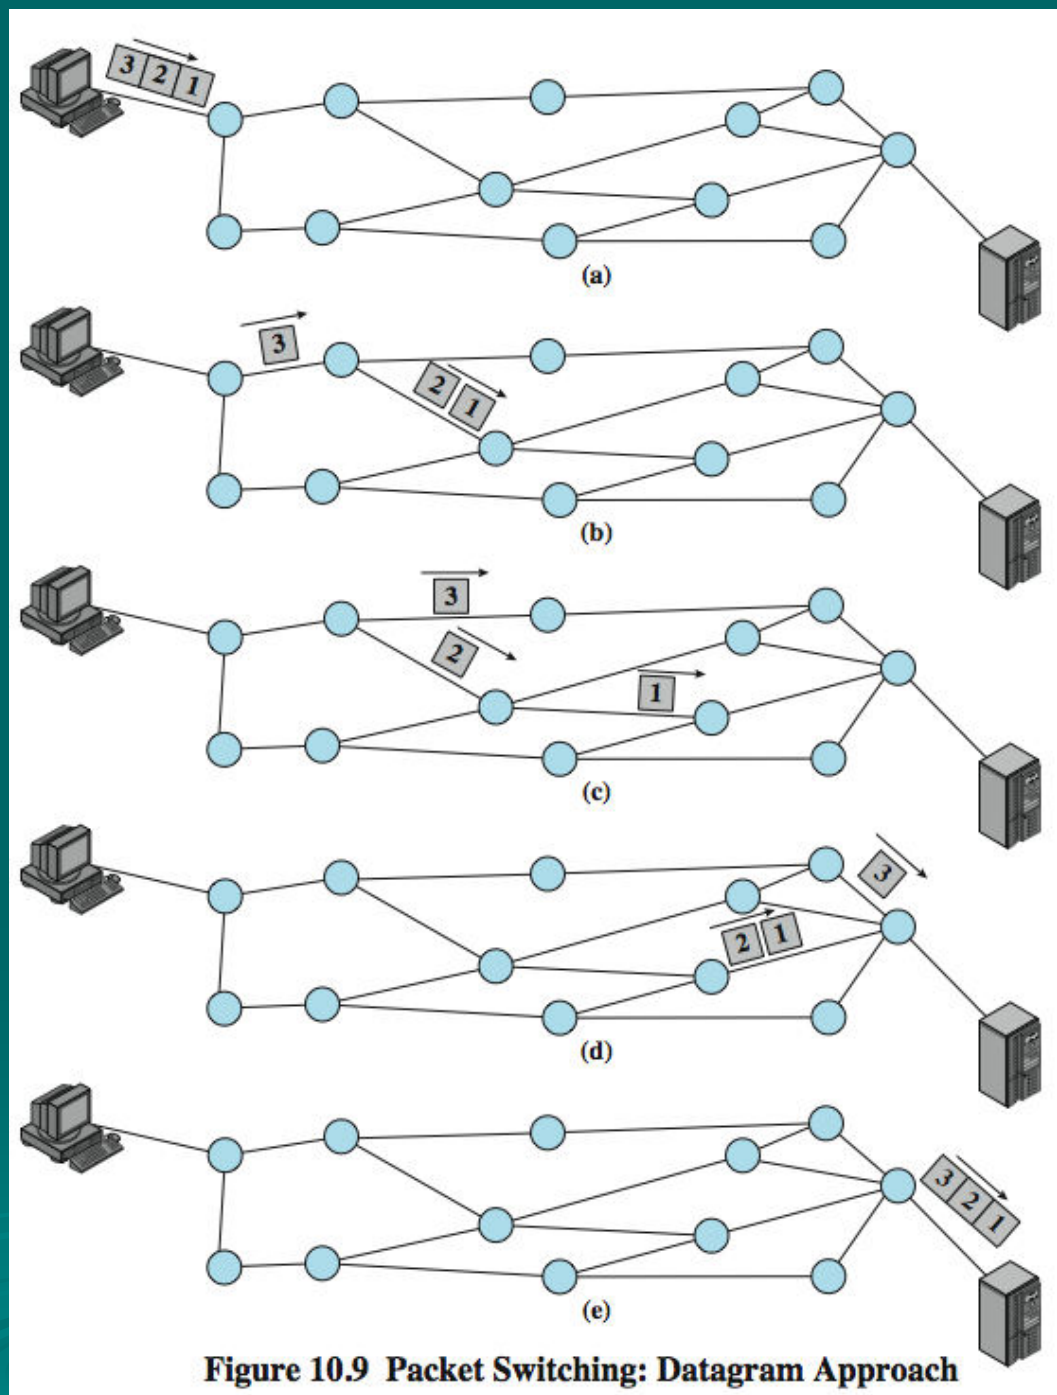 3 2 1
(a)
3
2 1
(b)
3
2
1
(c)
3
2 1
(d)
3 2 1
(e)
Figure 10.9 Packet Switching: Datagram Approach